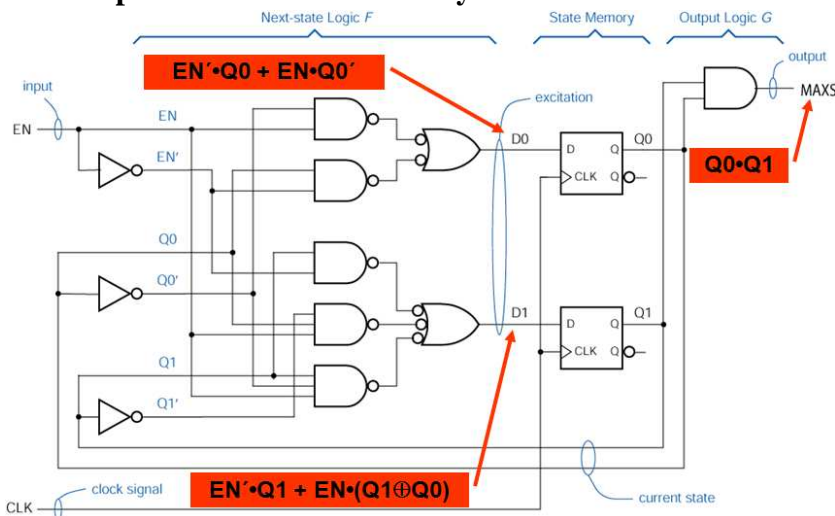 Next-state Logic F
State Memory
Output Logic G
EN´•Q0 + EN•Q0´
output
MAXS
input
EN
EN
excitation
EN'
D0
D
Q
Q0
CLK
Q
Q0•Q1
Q0
Q0'
D1
D
Q
Q1
CLK
Q
Q1
Q1'
EN´•Q1 + EN•(Q1⊕Q0)
clock signal
CLK
current state